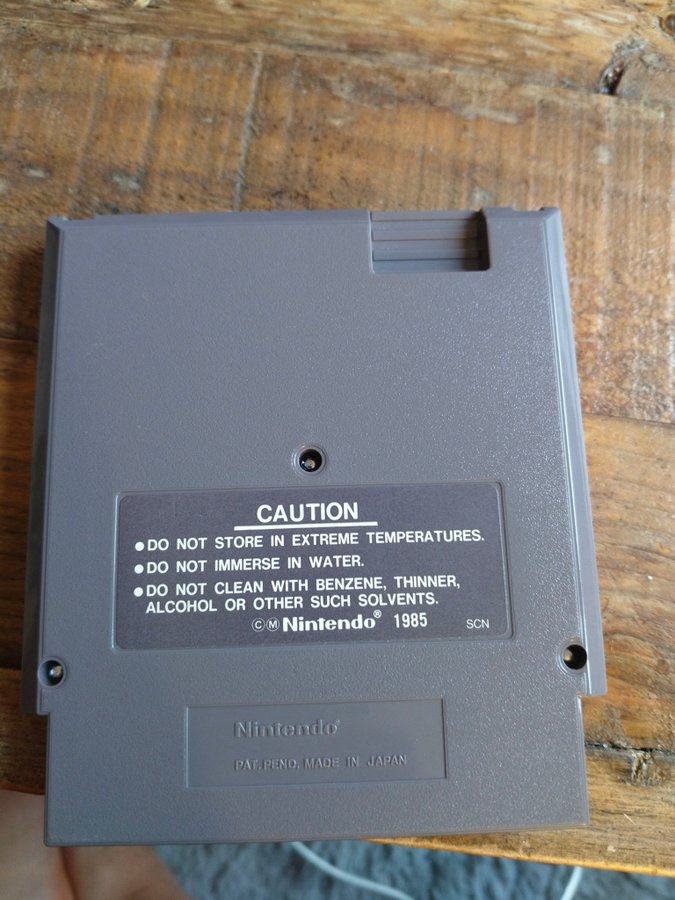 CAUTION
● DO NOT STORE IN EXTREME TEMPERATURES.
● DO NOT IMMERSE IN WATER.
● DO NOT CLEAN WITH BENZENE, THINNER,
ALCOHOL OR OTHER SUCH SOLVENTS.
ⒸⓂ Nintendo® 1985 SCN
Nintendo®
PAT. PEND. MADE IN JAPAN